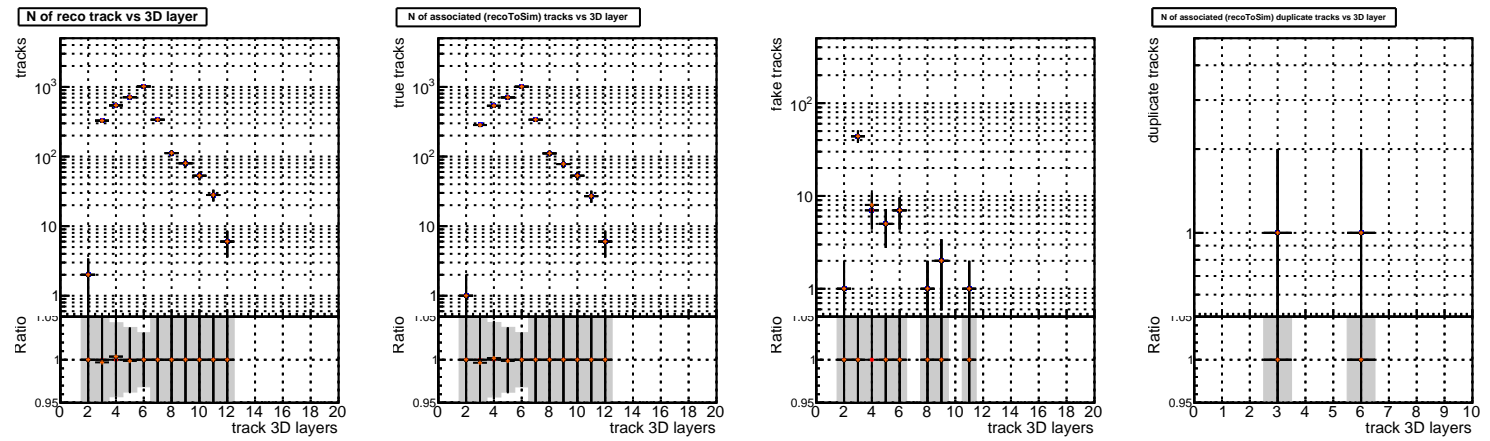 N of reco track vs 3D layer
tracks
10³
10²
10
1
1.05
Ratio
1
0.95
0 2 4 6 8 10 12 14 16 18 20
track 3D layers
N of associated (recoToSim) tracks vs 3D layer
true tracks
10³
10²
10
1
1.05
Ratio
1
0.95
0 2 4 6 8 10 12 14 16 18 20
track 3D layers
fake tracks
10²
10
1
1.05
Ratio
1
0.95
0 2 4 6 8 10 12 14 16 18 20
track 3D layers
N of associated (recoToSim) duplicate tracks vs 3D layer
duplicate tracks
1
1.05
Ratio
1
0.95
0 1 2 3 4 5 6 7 8 9 10
track 3D layers